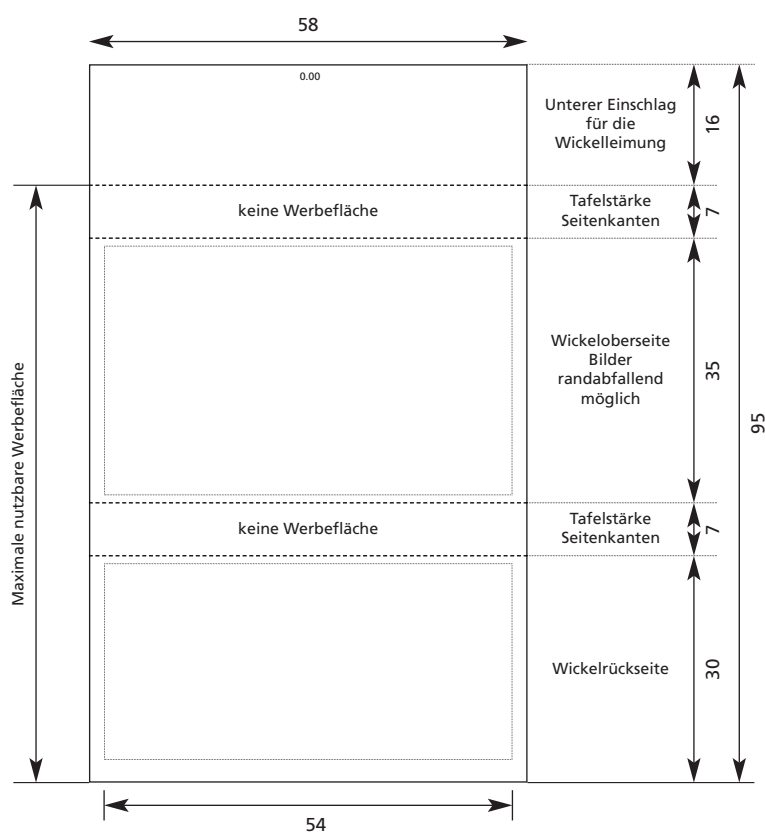 58
0.00
Unterer Einschlag
für die
Wickelleimung
16
keine Werbefläche
Tafelstärke
Seitenkanten
7
Maximale nutzbare Werbefläche
Wickeloberseite
Bilder
randabfallend
möglich
35
95
keine Werbefläche
Tafelstärke
Seitenkanten
7
Wickelrückseite
30
54